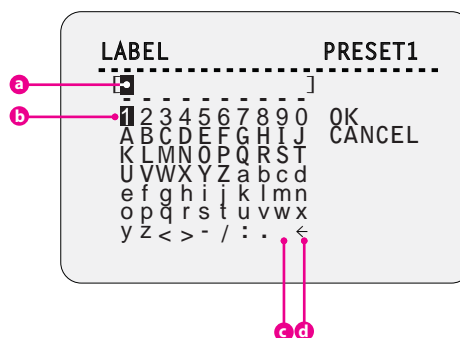 LABEL PRESET1
[ ]
1 2 3 4 5 6 7 8 9 0 OK
A B C D E F G H I J CANCEL
K L M N O P Q R S T
U V W X Y Z a b c d
e f g h i j k l m n
o p q r s t u v w x
y z < > - / : . ←
a
b
c d